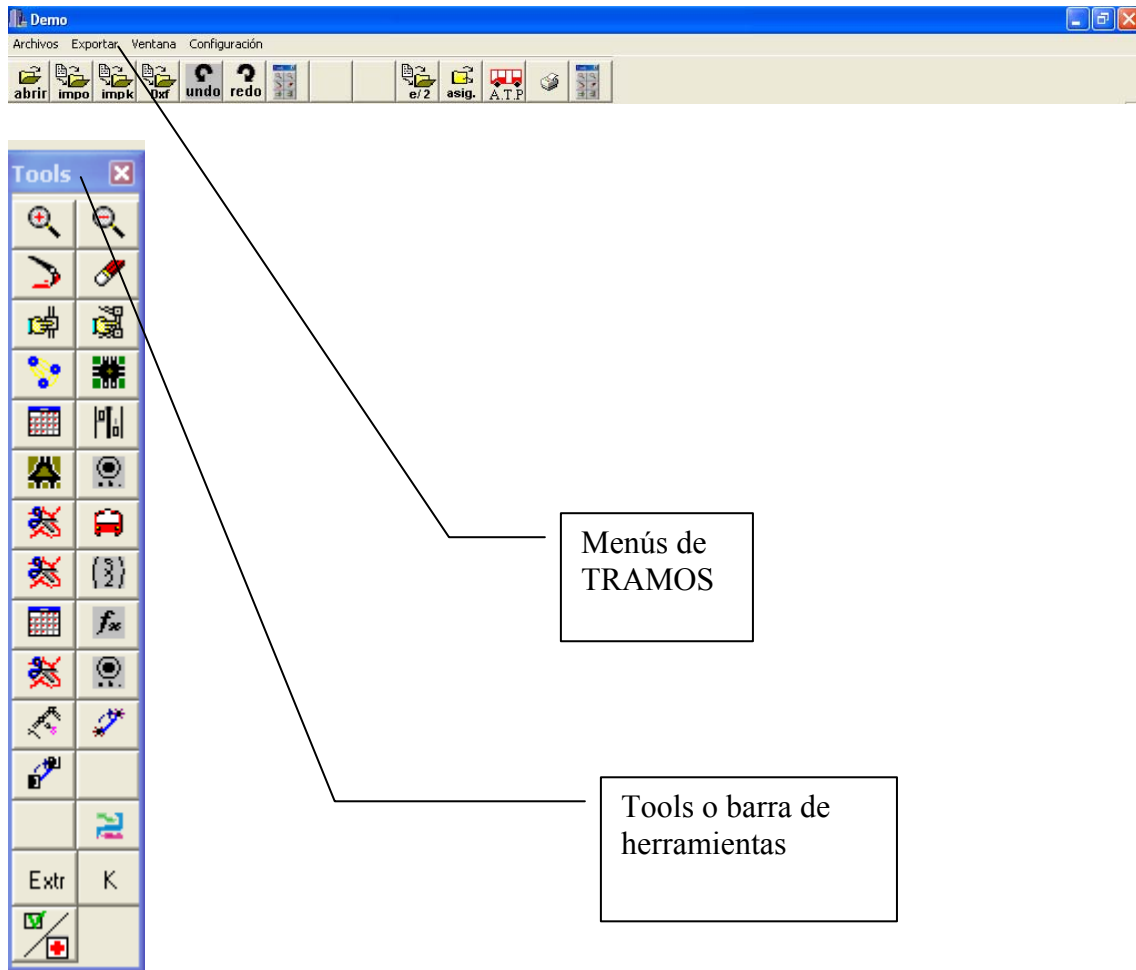 Demo
Archivos Exportar Ventana Configuración
abrir impo impk Dxf undo redo e/2 asig. A.T.P
Tools
Menús de
TRAMOS
Tools o barra de
herramientas
fx
Extr K